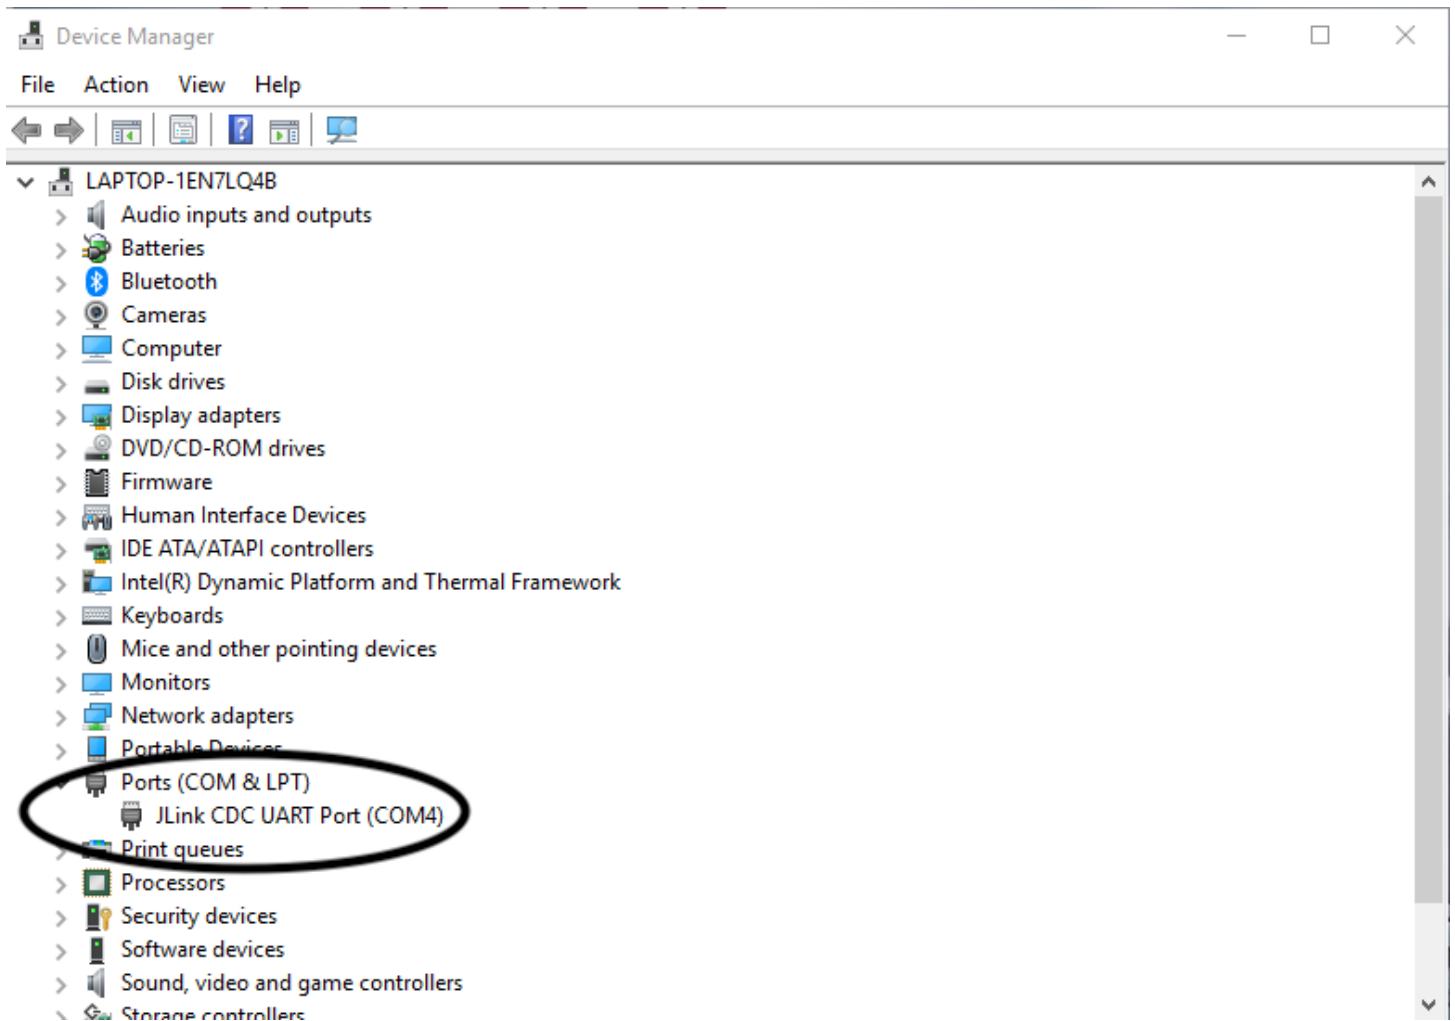 Device Manager
File Action View Help
LAPTOP-1EN7LQ4B
Audio inputs and outputs
Batteries
Bluetooth
Cameras
Computer
Disk drives
Display adapters
DVD/CD-ROM drives
Firmware
Human Interface Devices
IDE ATA/ATAPI controllers
Intel(R) Dynamic Platform and Thermal Framework
Keyboards
Mice and other pointing devices
Monitors
Network adapters
Portable Devices
Ports (COM & LPT)
JLink CDC UART Port (COM4)
Print queues
Processors
Security devices
Software devices
Sound, video and game controllers
Storage controllers